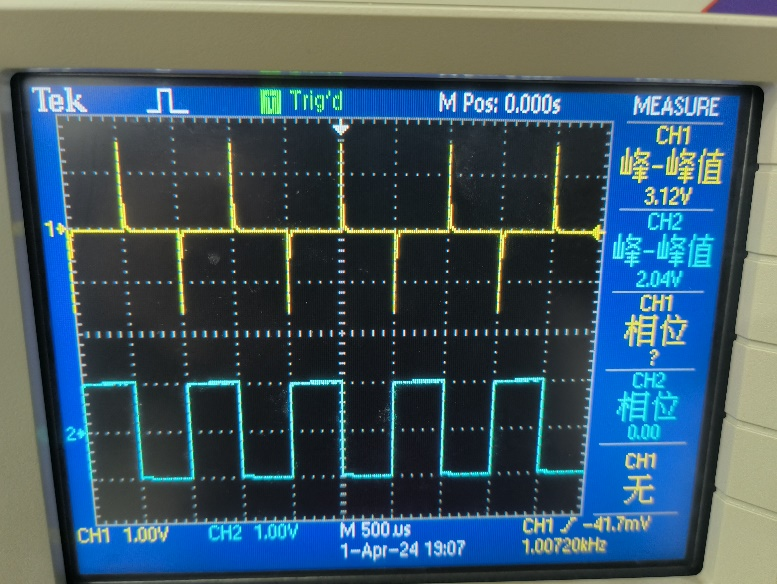 Tek Trig'd M Pos: 0.000s MEASURE
CH1
峰-峰值
3.12V
CH2
峰-峰值
2.04V
CH1
相位
?
CH2
相位
0.00
CH1
无
1
2
CH1 1.00V CH2 1.00V M 500µs CH1 -41.7mV
1-Apr-24 19:07 1.00720kHz